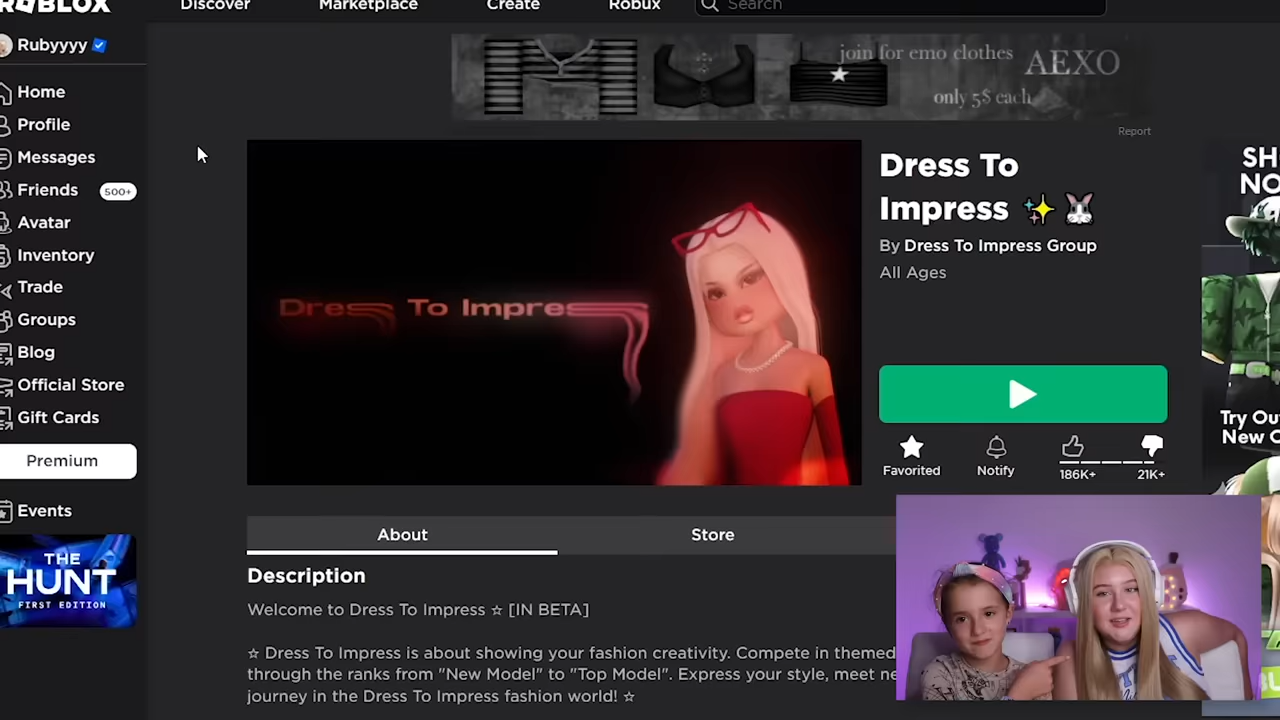 ROBLOX
Discover
Marketplace
Create
Robux
Search
Rubyyyy
Home
Profile
Messages
Friends
500+
Avatar
Inventory
Trade
Groups
Blog
Official Store
Gift Cards
Premium
Events
THE
HUNT
FIRST EDITION
join for emo clothes
AEXO
only 5$ each
Report
Dress To Impress
Dress To
Impress ✨🐰
By Dress To Impress Group
All Ages
Favorited
Notify
186K+
21K+
About
Store
Description
Welcome to Dress To Impress ☆ [IN BETA]
☆ Dress To Impress is about showing your fashion creativity. Compete in themed
through the ranks from "New Model" to "Top Model". Express your style, meet ne
journey in the Dress To Impress fashion world! ☆
SH
NO
Try Ou
New C